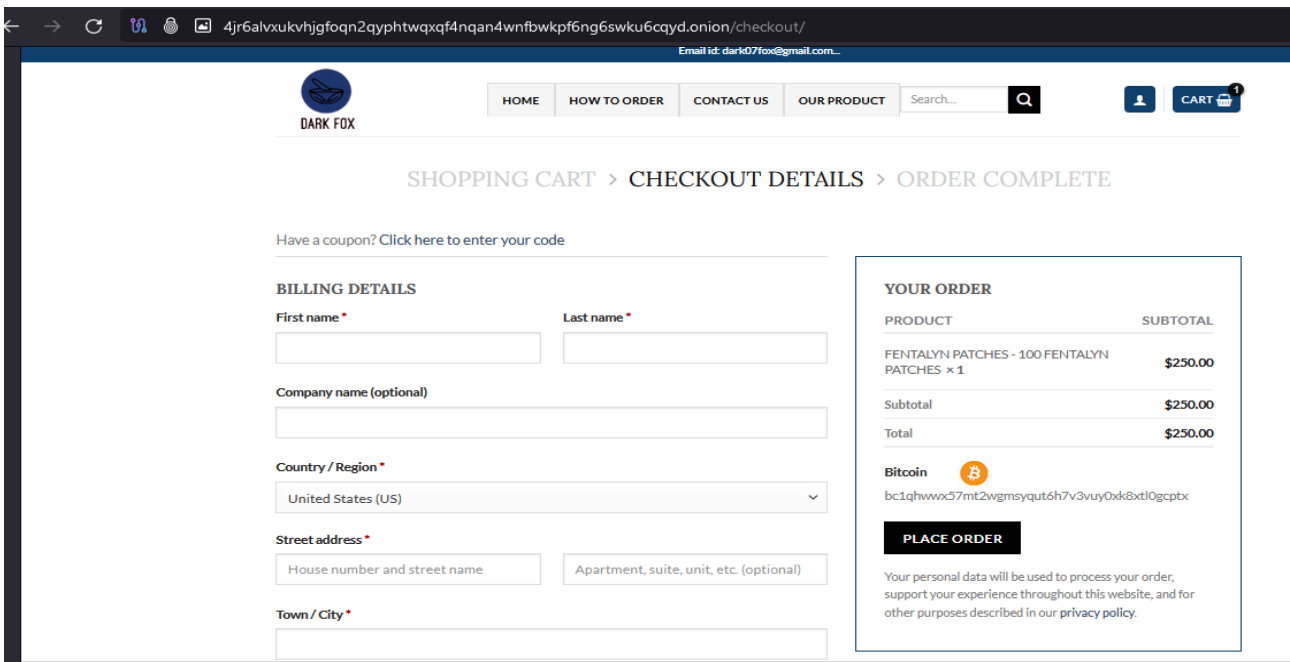 4jr6alvxukvhjgfoqn2qyphtwqxqf4nqan4wnfbwkpf6ng6swku6cqyd.onion/checkout/
Email id: dark07fox@gmail.com...
DARK FOX
HOME HOW TO ORDER CONTACT US OUR PRODUCT Search... CART 1
SHOPPING CART > CHECKOUT DETAILS > ORDER COMPLETE
Have a coupon? Click here to enter your code
BILLING DETAILS
First name * Last name *
Company name (optional)
Country / Region *
United States (US)
Street address *
House number and street name Apartment, suite, unit, etc. (optional)
Town / City *
YOUR ORDER
PRODUCT SUBTOTAL
FENTALYN PATCHES - 100 FENTALYN
PATCHES × 1 $250.00
Subtotal $250.00
Total $250.00
Bitcoin
bc1qhwwx57mt2wgmsyqut6h7v3vuy0xk8xtl0gcptx
PLACE ORDER
Your personal data will be used to process your order,
support your experience throughout this website, and for
other purposes described in our privacy policy.